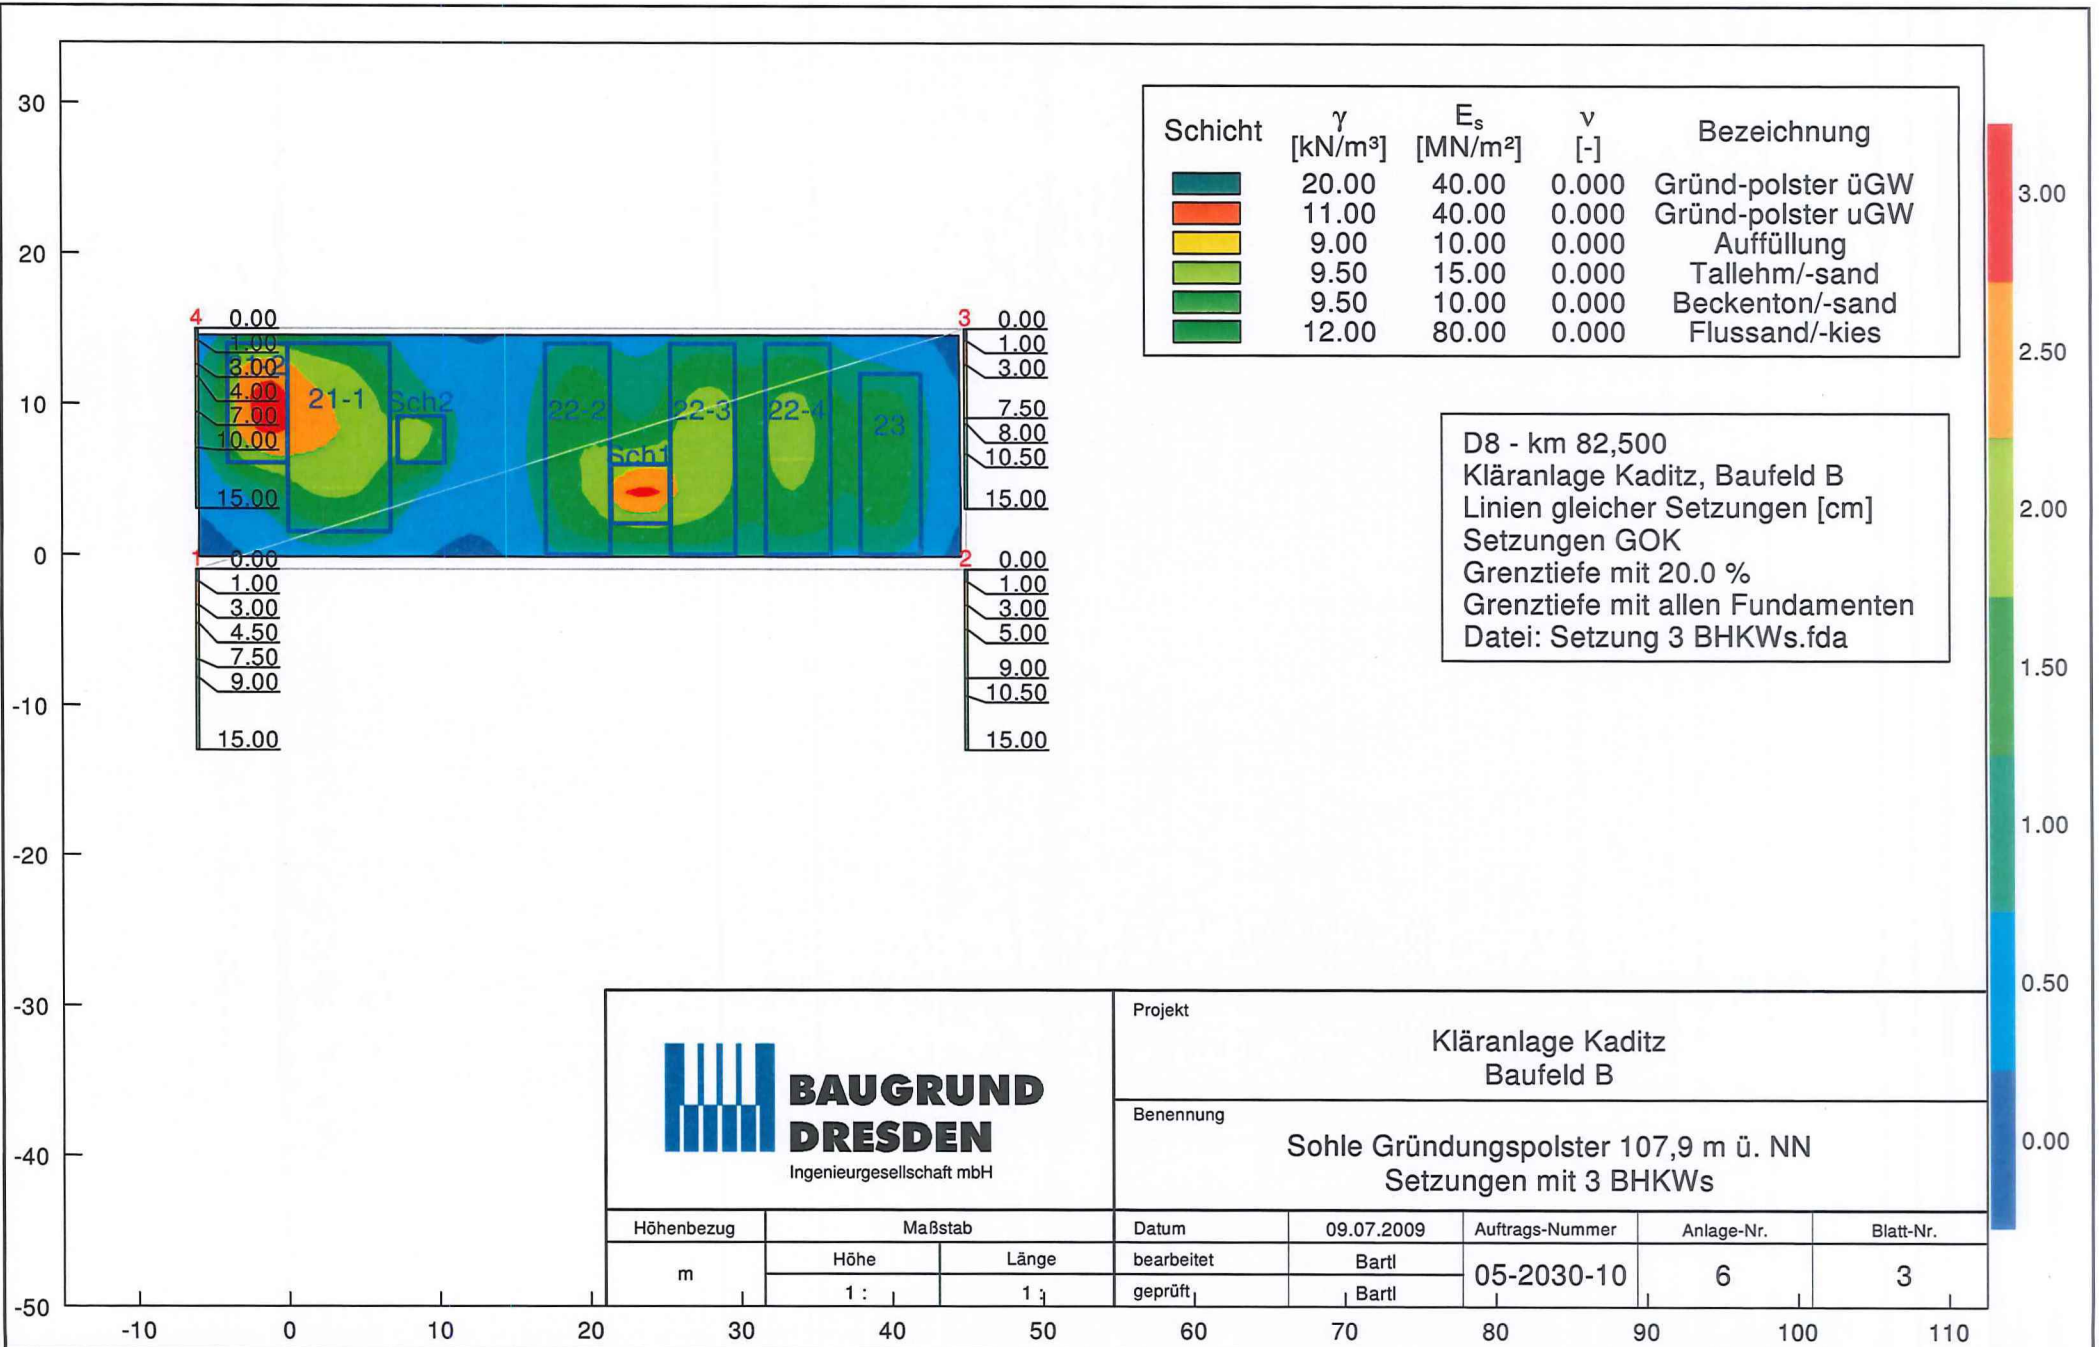 30
20
10
0
-10
-20
-30
-40
-50
-10 0 10 20 30 40 50 60 70 80 90 100 110
Schicht γ [kN/m³] Es [MN/m²] ν [-] Bezeichnung
20.00 40.00 0.000 Gründ-polster üGW
11.00 40.00 0.000 Gründ-polster uGW
9.00 10.00 0.000 Auffüllung
9.50 15.00 0.000 Tallehm/-sand
9.50 10.00 0.000 Beckenton/-sand
12.00 80.00 0.000 Flussand/-kies
D8 - km 82,500
Kläranlage Kaditz, Baufeld B
Linien gleicher Setzungen [cm]
Setzungen GOK
Grenztiefe mit 20.0 %
Grenztiefe mit allen Fundamenten
Datei: Setzung 3 BHKWs.fda
3.00
2.50
2.00
1.50
1.00
0.50
0.00
4
0.00
1.00
3.00
4.00
7.00
10.00
15.00
3
0.00
1.00
3.00
7.50
8.00
10.50
15.00
21-1
Sch2
22-2
Sch1
22-3
22-4
23
1
0.00
1.00
3.00
4.50
7.50
9.00
15.00
2
0.00
1.00
3.00
5.00
9.00
10.50
15.00
BAUGRUND
DRESDEN
Ingenieurgesellschaft mbH
Projekt
Kläranlage Kaditz
Baufeld B
Benennung
Sohle Gründungspolster 107,9 m ü. NN
Setzungen mit 3 BHKWs
Höhenbezug Maßstab Datum 09.07.2009 Auftrags-Nummer Anlage-Nr. Blatt-Nr.
m Höhe Länge bearbeitet Bartl 05-2030-10 6 3
1 : 1 : geprüft Bartl